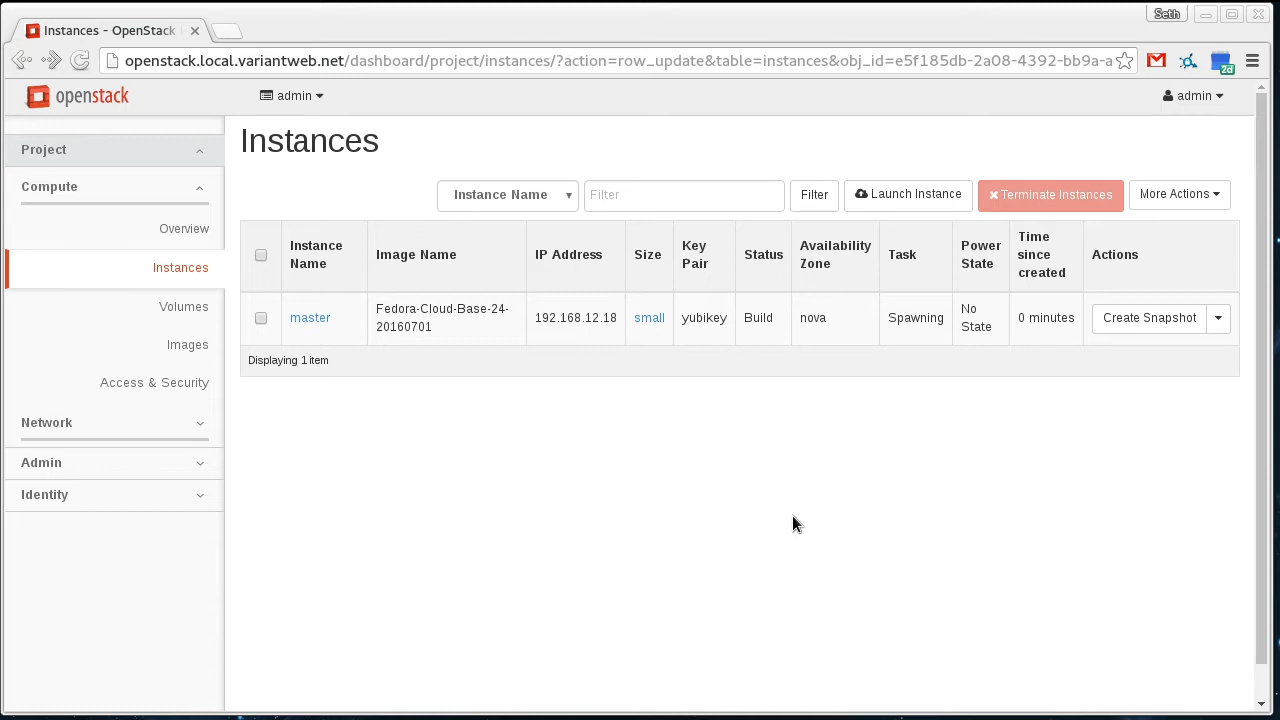 Seth
Instances - OpenStack
openstack.local.variantweb.net/dashboard/project/instances?action=row_update&table=instances&obj_id=e5f185db-2a08-4392-bb9a-a
2d
openstack
admin
admin
Project
Compute
Overview
Instances
Volumes
Images
Access & Security
Network
Admin
Identity
Instances
Instance Name
Filter
Filter
Launch Instance
Terminate Instances
More Actions
Instance Name
Image Name
IP Address
Size
Key Pair
Status
Availability Zone
Task
Power State
Time since created
Actions
master
Fedora-Cloud-Base-24-
20160701
192.168.12.18
small
yubikey
Build
nova
Spawning
No State
0 minutes
Create Snapshot
Displaying 1 item